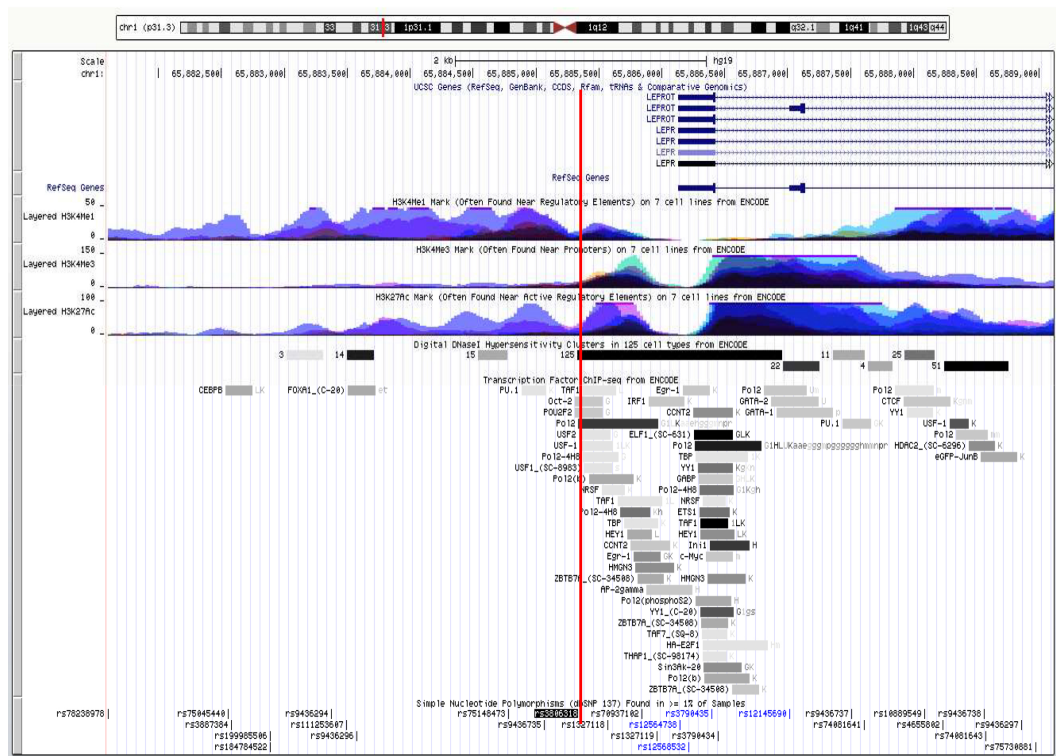 chr1 (p31.3) 33 31.3 1p31.1 1q12 q32.1 1q41 1q43 q44
Scale 2 kb hg19
chr1: 65,882,500 65,883,000 65,883,500 65,884,000 65,884,500 65,885,000 65,885,500 65,886,000 65,886,500 65,887,000 65,887,500 65,888,000 65,888,500 65,889,000
UCSC Genes (RefSeq, GenBank, CCDS, Rfam, tRNAs & Comparative Genomics)
LEPROT
LEPROT
LEPROT
LEPR
LEPR
LEPR
LEPR
RefSeq Genes
RefSeq Genes
50 H3K4Me1 Mark (Often Found Near Regulatory Elements) on 7 cell lines from ENCODE
Layered H3K4Me1
0
150 H3K4Me3 Mark (Often Found Near Promoters) on 7 cell lines from ENCODE
Layered H3K4Me3
0
100 H3K27Ac Mark (Often Found Near Active Regulatory Elements) on 7 cell lines from ENCODE
Layered H3K27Ac
0
Digital DNaseI Hypersensitivity Clusters in 125 cell types from ENCODE
3 14 15 125 11 25
22 4 51
Transcription Factor ChIP-seq from ENCODE
CEBPB LK FOXA1_(C-20) et PU.1 TAF1 Egr-1 K Pol2 Pol2
Oct-2 G IRF1 K GATA-2 CTCF
POU2F2 G CCNT2 K GATA-1 YY1
Pol2 PU.1 USF-1 K
USF2 ELF1_(SC-631) GLK Pol2
USF-1 Pol2 HDAC2_(SC-6296) K
Pol2-4H8 TBP eGFP-JunB K
USF1_(SC-8983) YY1
Pol2(b) K GABP
NRSF Pol2-4H8
TAF1 NRSF
Pol2-4H8 ETS1 K
TBP TAF1 iLK
HEY1 L HEY1 LK
CCNT2 K Ini1 H
Egr-1 GK c-Myc
HMGN3 K
ZBTB7A_(SC-34508) K HMGN3 K
AP-2gamma H
Pol2(phosphoS2) H
YY1_(C-20)
ZBTB7A_(SC-34508) K
TAF7_(SQ-8)
HA-E2F1
THAP1_(SC-98174)
Sin3Ak-20 GK
Pol2(b) K
ZBTB7A_(SC-34508) K
Simple Nucleotide Polymorphisms (dbSNP 137) Found in >= 1% of Samples
rs78238978 rs75045440 rs9436294 rs75148473 rs3806318 rs70937102 rs3790435 rs12145690 rs9436737 rs10889549 rs9436738
rs3887384 rs111253607 rs9436735 rs1327118 rs12564738 rs74081641 rs4655802 rs9436297
rs199985506 rs9436296 rs1327119 rs3790434 rs74081643
rs184784522 rs12568532 rs75730881